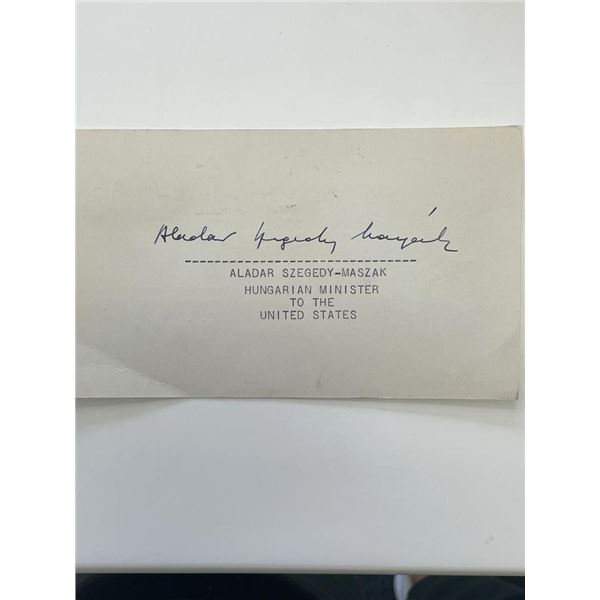 Aladar Szegedy Maszák
ALADAR SZEGEDY-MASZAK
HUNGARIAN MINISTER
TO THE
UNITED STATES